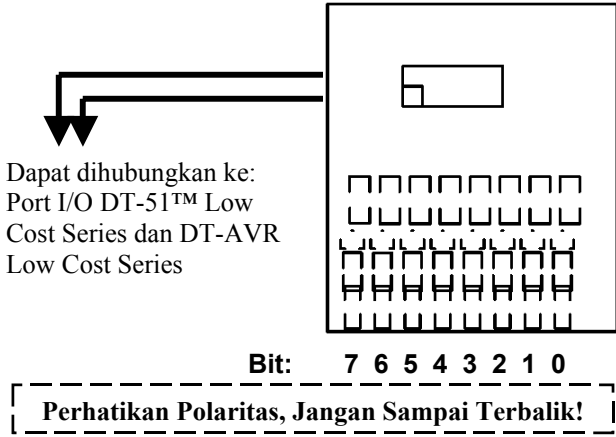 Dapat dihubungkan ke:
Port I/O DT-51™ Low
Cost Series dan DT-AVR
Low Cost Series
Bit: 7 6 5 4 3 2 1 0
Perhatikan Polaritas, Jangan Sampai Terbalik!